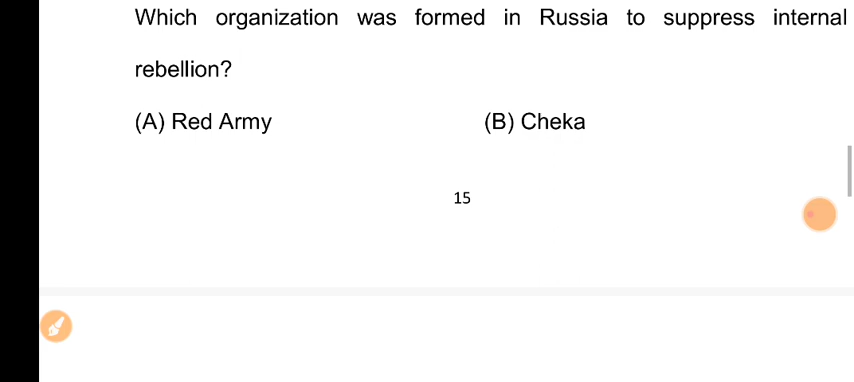 Which organization was formed in Russia to suppress internal
rebellion?
(A) Red Army (B) Cheka
15